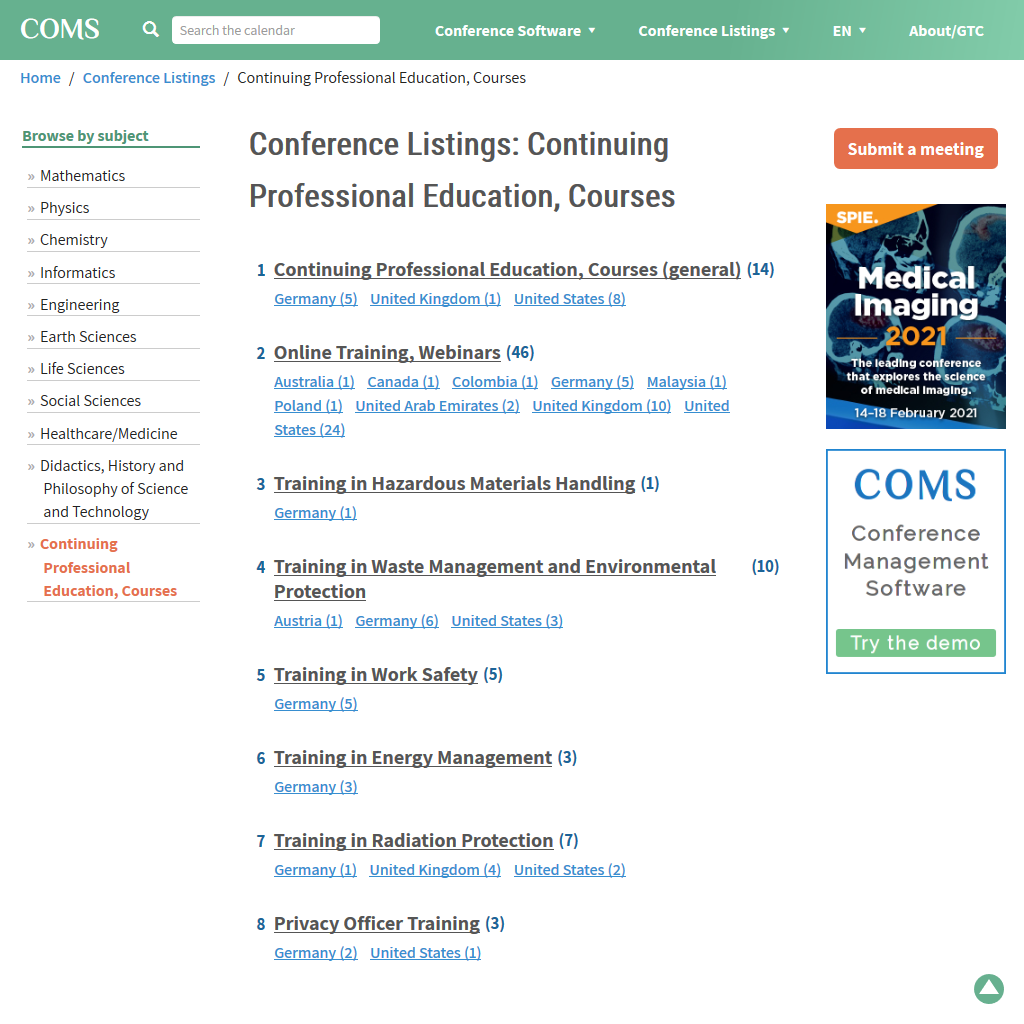 COMS
Search the calendar
Conference Software ▼
Conference Listings ▼
EN ▼
About/GTC
Home / Conference Listings / Continuing Professional Education, Courses
Browse by subject
» Mathematics
» Physics
» Chemistry
» Informatics
» Engineering
» Earth Sciences
» Life Sciences
» Social Sciences
» Healthcare/Medicine
» Didactics, History and
Philosophy of Science
and Technology
» Continuing
Professional
Education, Courses
Conference Listings: Continuing
Professional Education, Courses
1 Continuing Professional Education, Courses (general) (14)
Germany (5) United Kingdom (1) United States (8)
2 Online Training, Webinars (46)
Australia (1) Canada (1) Colombia (1) Germany (5) Malaysia (1)
Poland (1) United Arab Emirates (2) United Kingdom (10) United
States (24)
3 Training in Hazardous Materials Handling (1)
Germany (1)
4 Training in Waste Management and Environmental (10)
Protection
Austria (1) Germany (6) United States (3)
5 Training in Work Safety (5)
Germany (5)
6 Training in Energy Management (3)
Germany (3)
7 Training in Radiation Protection (7)
Germany (1) United Kingdom (4) United States (2)
8 Privacy Officer Training (3)
Germany (2) United States (1)
Submit a meeting
SPIE.
Medical
Imaging
2021
The leading conference
that explores the science
of medical imaging.
14–18 February 2021
COMS
Conference
Management
Software
Try the demo